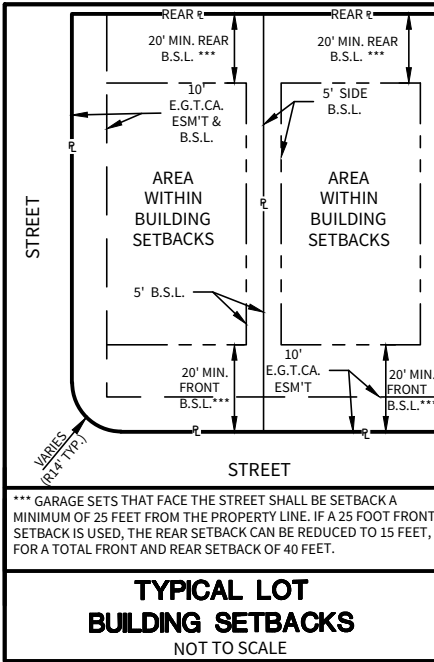 REAR ℄ REAR ℄
20' MIN. REAR
B.S.L. ***
20' MIN. REAR
B.S.L. ***
10'
E.G.T.CA.
ESM'T &
B.S.L.
5' SIDE
B.S.L.
℄
STREET
AREA
WITHIN
BUILDING
SETBACKS
℄
AREA
WITHIN
BUILDING
SETBACKS
5' B.S.L.
20' MIN.
FRONT
B.S.L.***
10'
E.G.T.CA.
ESM'T
20' MIN.
FRONT
B.S.L.***
℄ ℄
VARIES
(R14' TYP.)
STREET
*** GARAGE SETS THAT FACE THE STREET SHALL BE SETBACK A
MINIMUM OF 25 FEET FROM THE PROPERTY LINE. IF A 25 FOOT FRONT
SETBACK IS USED, THE REAR SETBACK CAN BE REDUCED TO 15 FEET,
FOR A TOTAL FRONT AND REAR SETBACK OF 40 FEET.
TYPICAL LOT
BUILDING SETBACKS
NOT TO SCALE